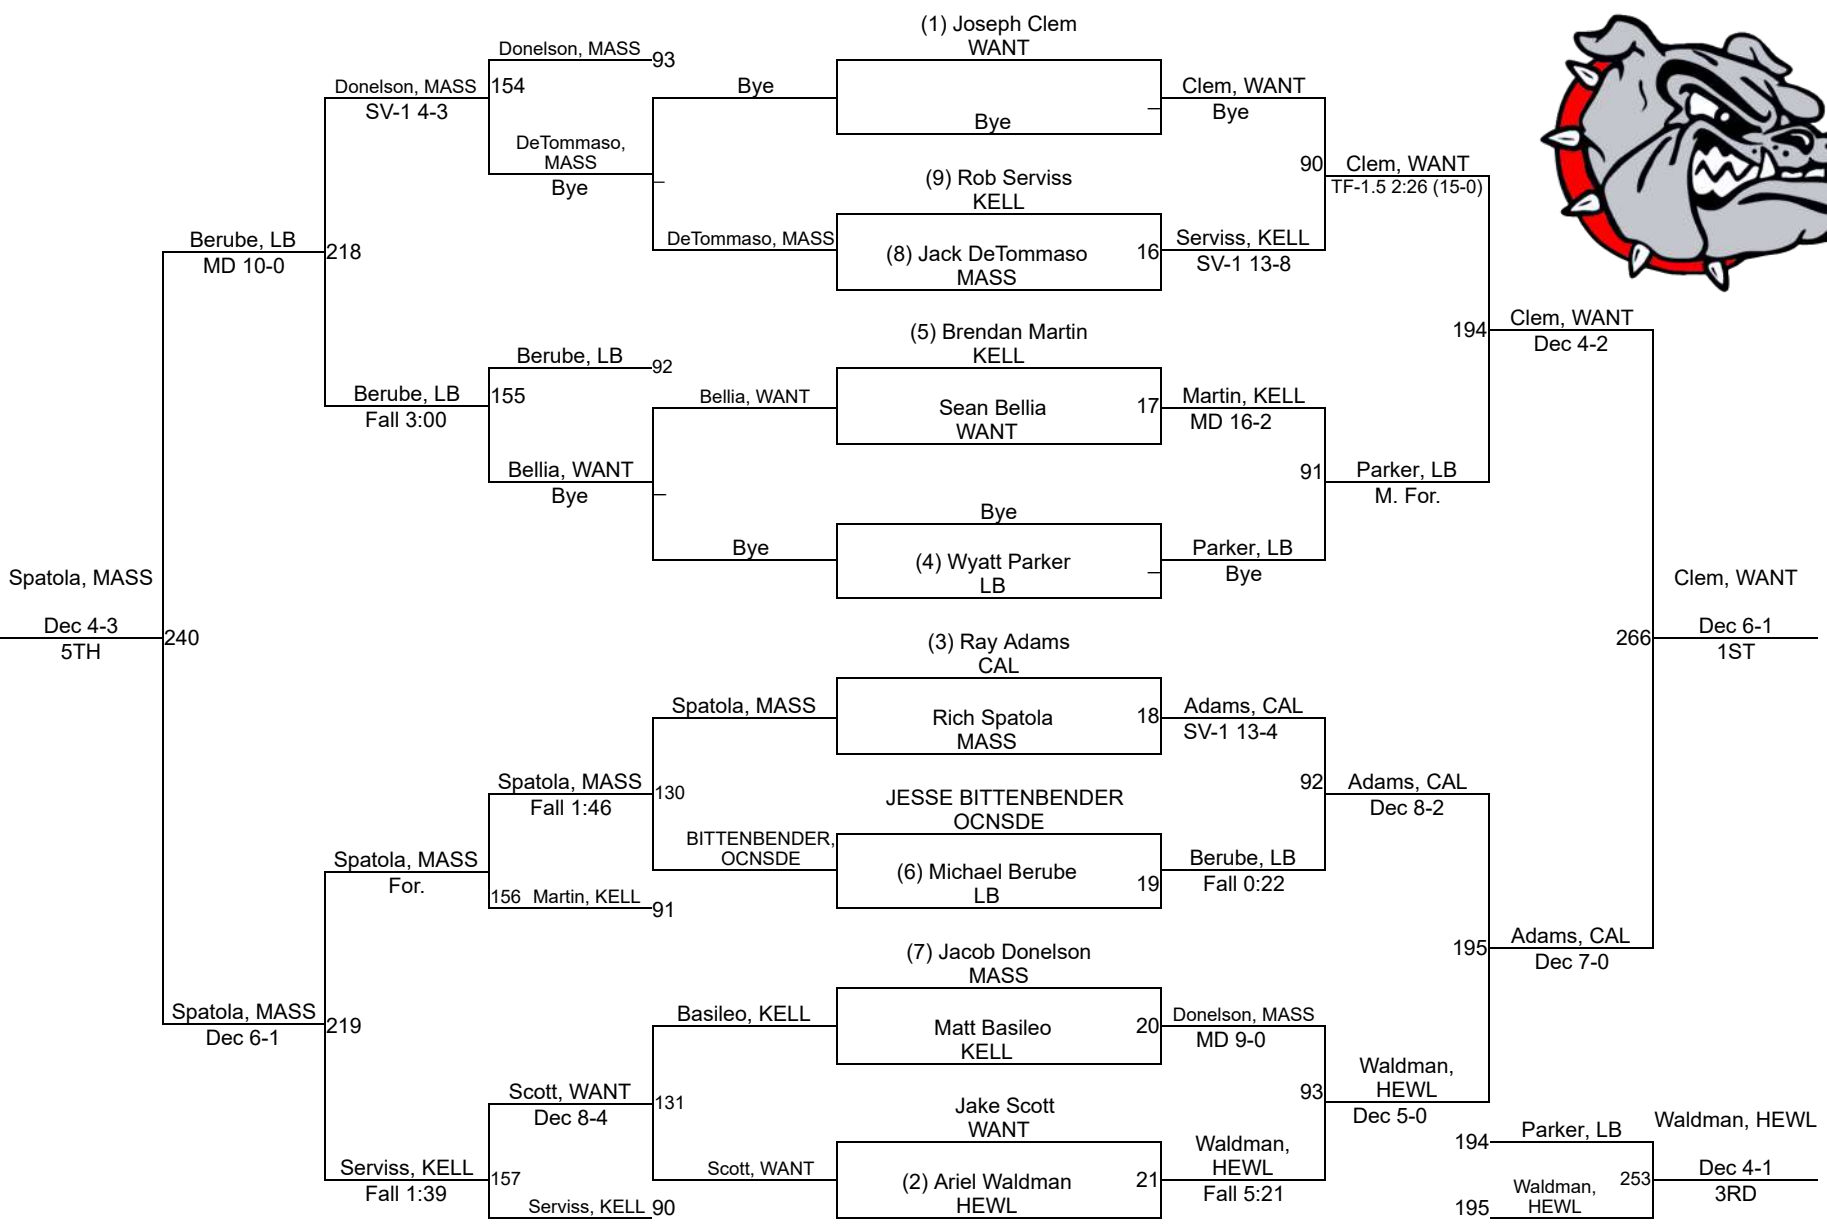 (1) Joseph Clem
WANT
Bye
(9) Rob Serviss
KELL
(8) Jack DeTommaso
MASS
16
(5) Brendan Martin
KELL
Sean Bellia
WANT
17
Bye
(4) Wyatt Parker
LB
(3) Ray Adams
CAL
Rich Spatola
MASS
18
JESSE BITTENBENDER
OCNSDE
(6) Michael Berube
LB
19
(7) Jacob Donelson
MASS
Matt Basileo
KELL
20
Jake Scott
WANT
(2) Ariel Waldman
HEWL
21
Clem, WANT
Bye
Serviss, KELL
SV-1 13-8
Martin, KELL
MD 16-2
Parker, LB
Bye
Adams, CAL
SV-1 13-4
Berube, LB
Fall 0:22
Donelson, MASS
MD 9-0
Waldman,
HEWL
Fall 5:21
90
Clem, WANT
TF-1.5 2:26 (15-0)
91
Parker, LB
M. For.
92
Adams, CAL
Dec 8-2
93
Waldman,
HEWL
Dec 5-0
194
Clem, WANT
Dec 4-2
195
Adams, CAL
Dec 7-0
266
Clem, WANT
Dec 6-1
1ST
194
Parker, LB
195
Waldman,
HEWL
253
Waldman, HEWL
Dec 4-1
3RD
Bye
DeTommaso, MASS
Bellia, WANT
Bye
Spatola, MASS
BITTENBENDER,
OCNSDE
Basileo, KELL
Scott, WANT
Donelson, MASS
93
DeTommaso,
MASS
Bye
Berube, LB
92
Bellia, WANT
Bye
Spatola, MASS
Fall 1:46
130
156 Martin, KELL
91
Scott, WANT
Dec 8-4
131
Serviss, KELL
90
Donelson, MASS
SV-1 4-3
154
Berube, LB
Fall 3:00
155
Spatola, MASS
For.
Serviss, KELL
Fall 1:39
157
Berube, LB
MD 10-0
218
Spatola, MASS
Dec 6-1
219
Spatola, MASS
Dec 4-3
5TH
240